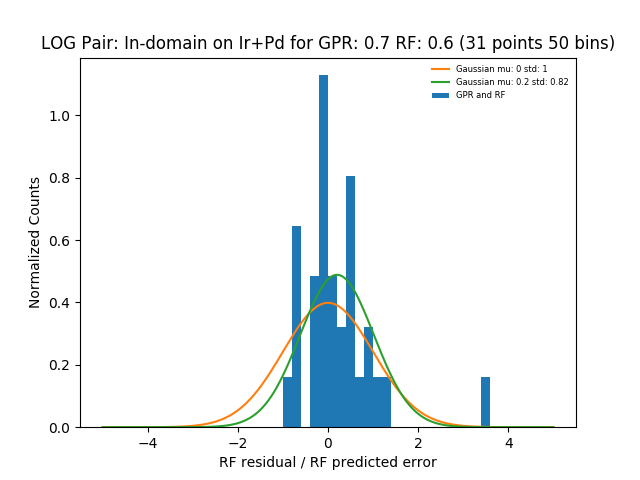 LOG Pair: In-domain on Ir+Pd for GPR: 0.7 RF: 0.6 (31 points 50 bins)
Gaussian mu: 0 std: 1
Gaussian mu: 0.2 std: 0.82
GPR and RF
Normalized Counts
1.0
0.8
0.6
0.4
0.2
0.0
−4
−2
0
2
4
RF residual / RF predicted error